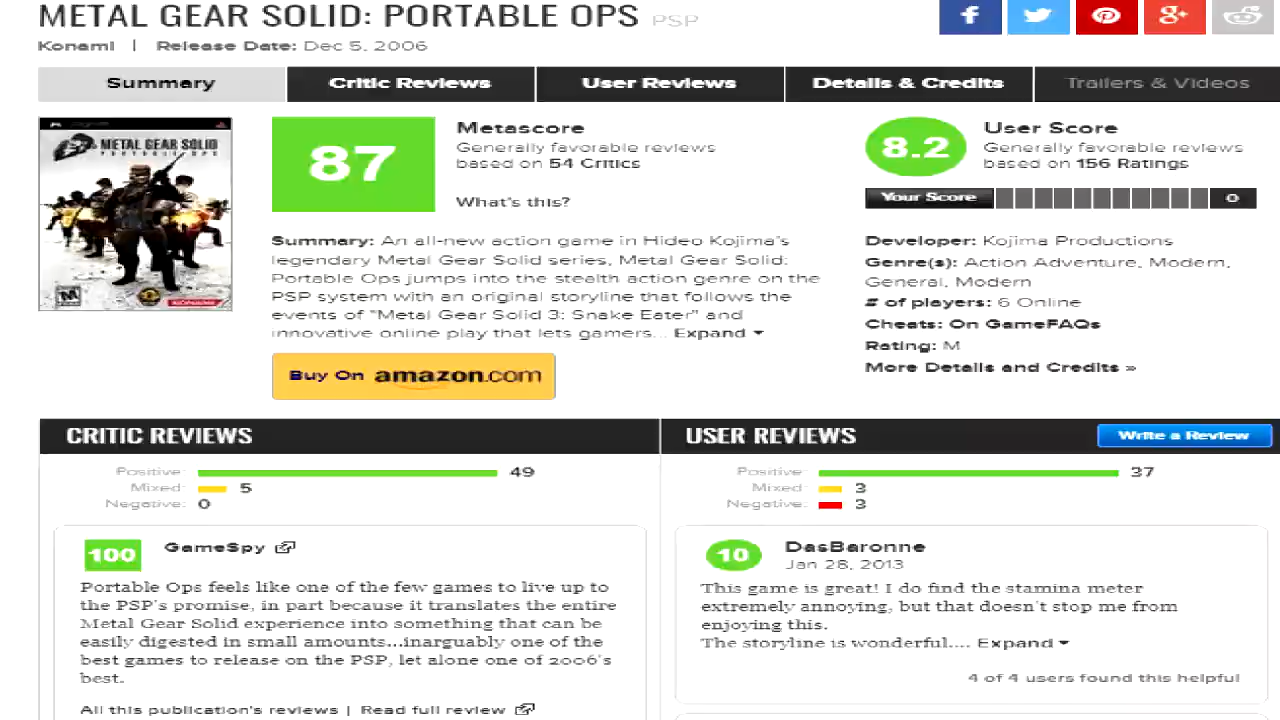 METAL GEAR SOLID: PORTABLE OPS PSP
Konami | Release Date: Dec 5, 2006
Summary Critic Reviews User Reviews Details & Credits Trailers & Videos
METAL GEAR SOLID
PORTABLE OPS
M
KONAMI
87
Metascore
Generally favorable reviews
based on 54 Critics
What's this?
8.2
User Score
Generally favorable reviews
based on 156 Ratings
Your Score 0
Summary: An all-new action game in Hideo Kojima's
legendary Metal Gear Solid series, Metal Gear Solid:
Portable Ops jumps into the stealth action genre on the
PSP system with an original storyline that follows the
events of "Metal Gear Solid 3: Snake Eater" and
innovative online play that lets gamers... Expand
Buy On amazon.com
Developer: Kojima Productions
Genre(s): Action Adventure, Modern,
General, Modern
# of players: 6 Online
Cheats: On GameFAQs
Rating: M
More Details and Credits »
CRITIC REVIEWS
Positive: 49
Mixed: 5
Negative: 0
100 GameSpy
Portable Ops feels like one of the few games to live up to
the PSP's promise, in part because it translates the entire
Metal Gear Solid experience into something that can be
easily digested in small amounts...inarguably one of the
best games to release on the PSP, let alone one of 2006's
best.
All this publication's reviews | Read full review
USER REVIEWS Write a Review
Positive: 37
Mixed: 3
Negative: 3
10 DasBaronne
Jan 28, 2013
This game is great! I do find the stamina meter
extremely annoying, but that doesn't stop me from
enjoying this.
The storyline is wonderful.... Expand
4 of 4 users found this helpful